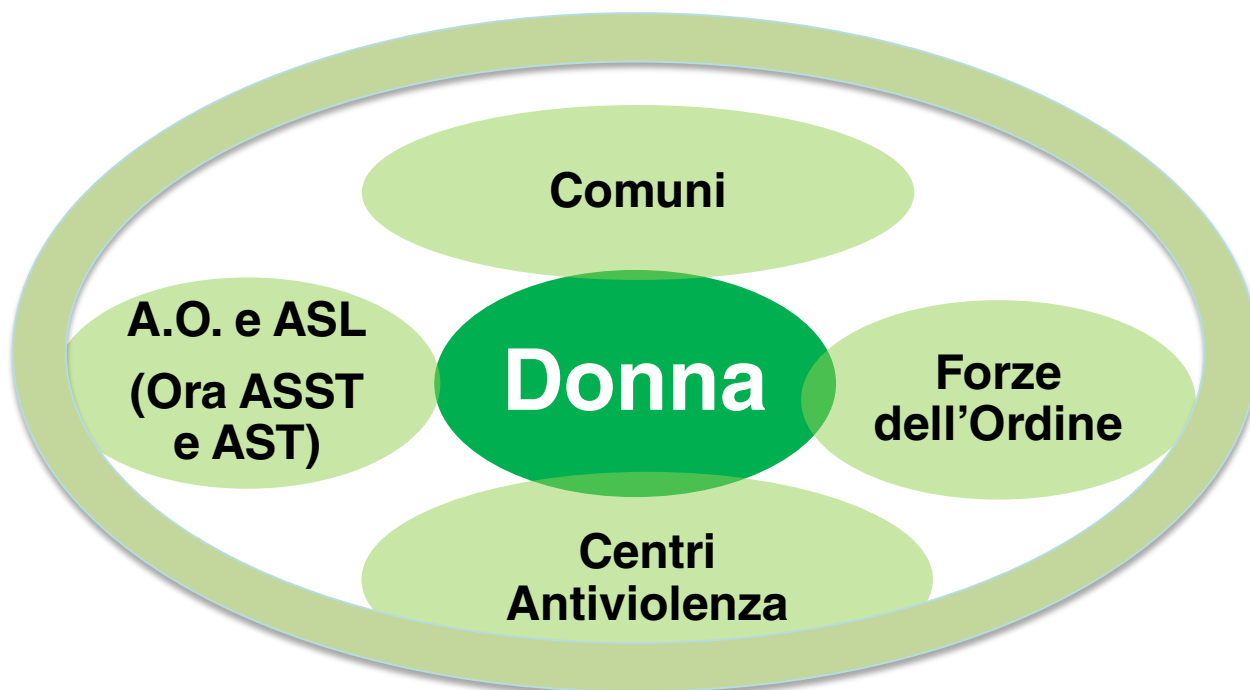 Comuni
A.O. e ASL
(Ora ASST
e AST)
Donna
Forze
dell’Ordine
Centri
Antiviolenza